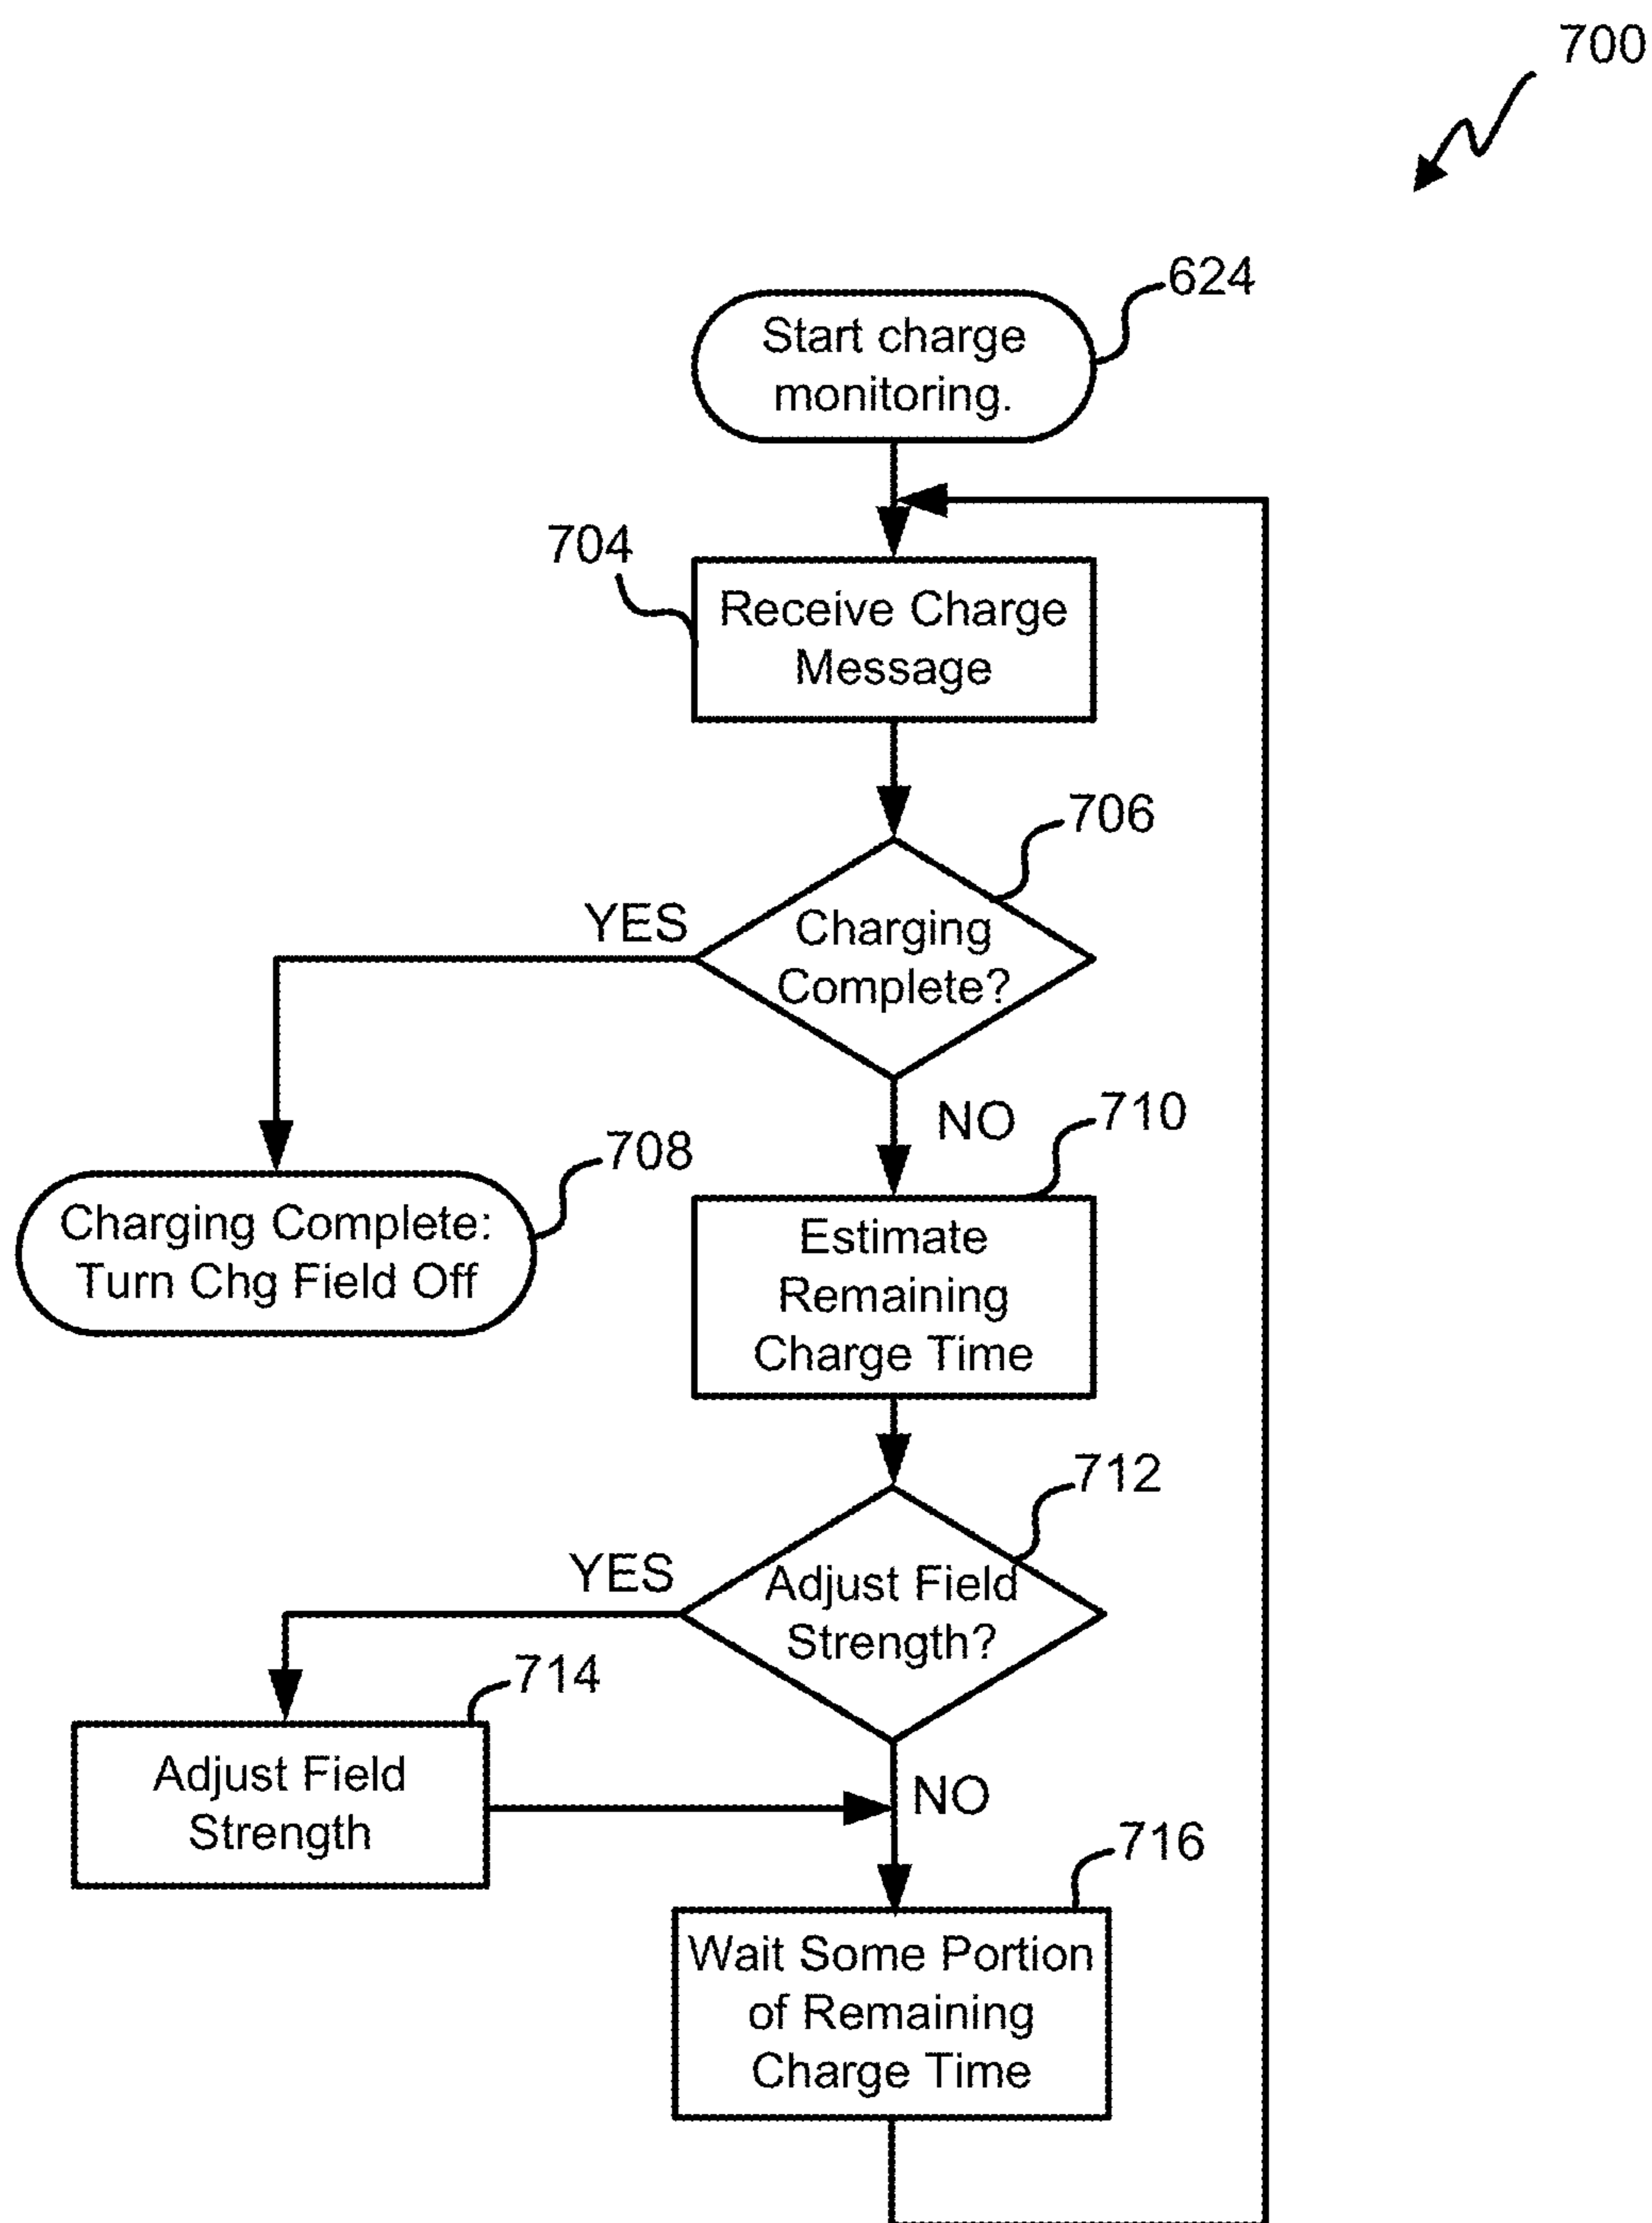 700
624
Start charge
monitoring.
704
Receive Charge
Message
706
YES
Charging
Complete?
NO
710
708
Charging Complete:
Turn Chg Field Off
Estimate
Remaining
Charge Time
712
YES
Adjust Field
Strength?
714
Adjust Field
Strength
NO
716
Wait Some Portion
of Remaining
Charge Time